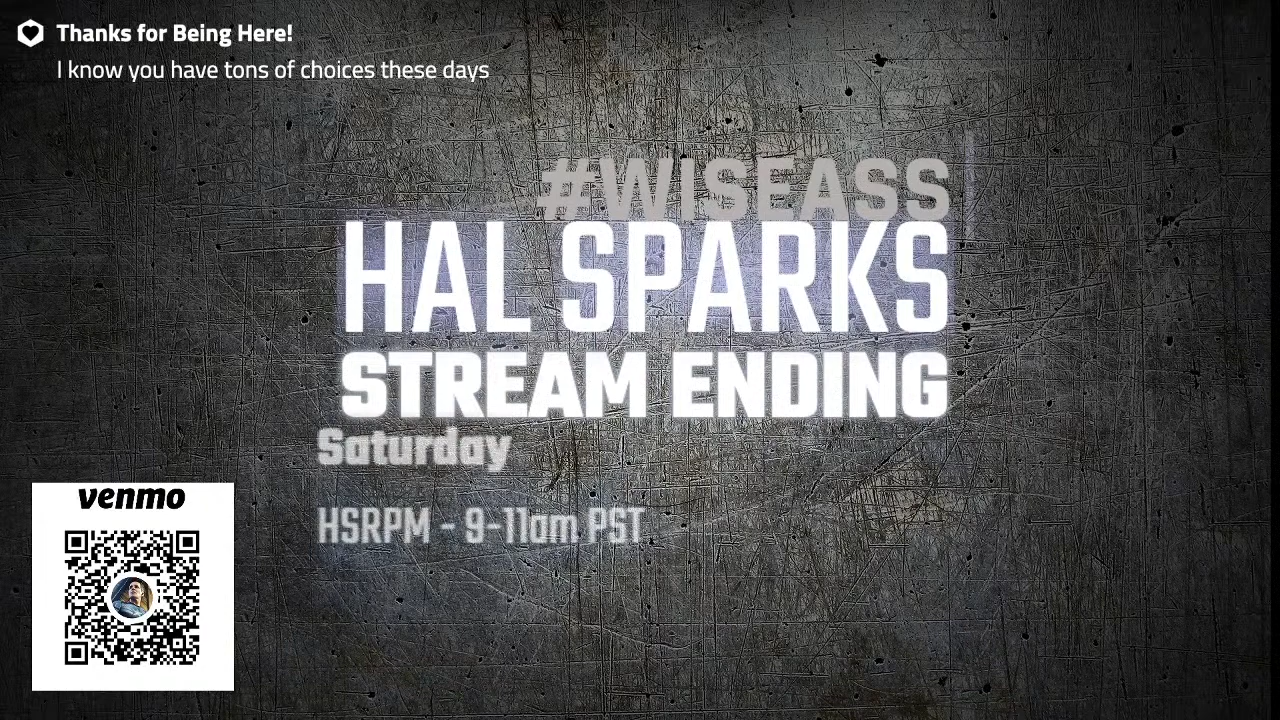 Thanks for Being Here!
I know you have tons of choices these days
#WISEASS
HAL SPARKS
STREAM ENDING
Saturday
HSRPM - 9-11am PST
venmo